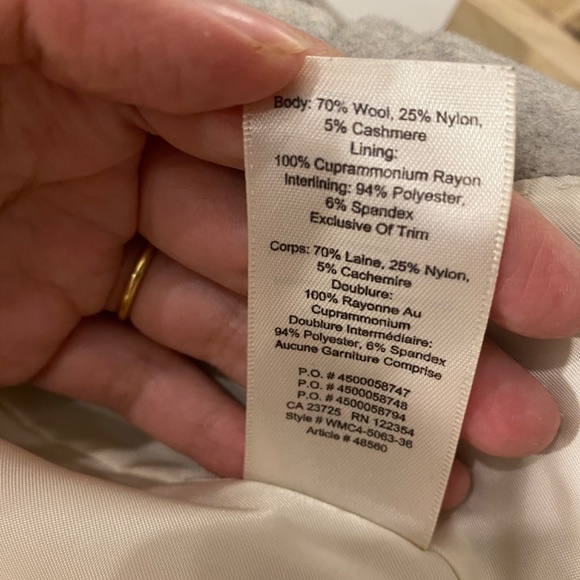 Body: 70% Wool, 25% Nylon,
5% Cashmere
Lining:
100% Cuprammonium Rayon
Interlining: 94% Polyester,
6% Spandex
Exclusive Of Trim
Corps: 70% Laine, 25% Nylon,
5% Cachemire
Doublure:
100% Rayonne Au
Cuprammonium
Doublure Intermédiaire:
94% Polyester, 6% Spandex
Aucune Garniture Comprise
P.O. # 4500058747
P.O. # 4500058748
P.O. # 4500058794
CA 23725 RN 122354
Style # WMC4-5063-36
Article # 48560